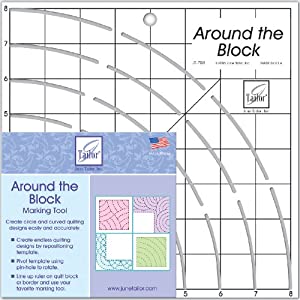 8
7
6
5
Around the
Block
June Tailor, Inc.
Tailor
Tailor
Around the
Block
Marking Tool
Create circle and curved quilting
designs easily and accurately.
• Create endless quilting
designs by repositioning
template.
• Pivot template using
pin-hole to rotate.
• Line up ruler on quilt block
or border and use your
favorite marking tool.
www.junetailor.com
5
6
7
8